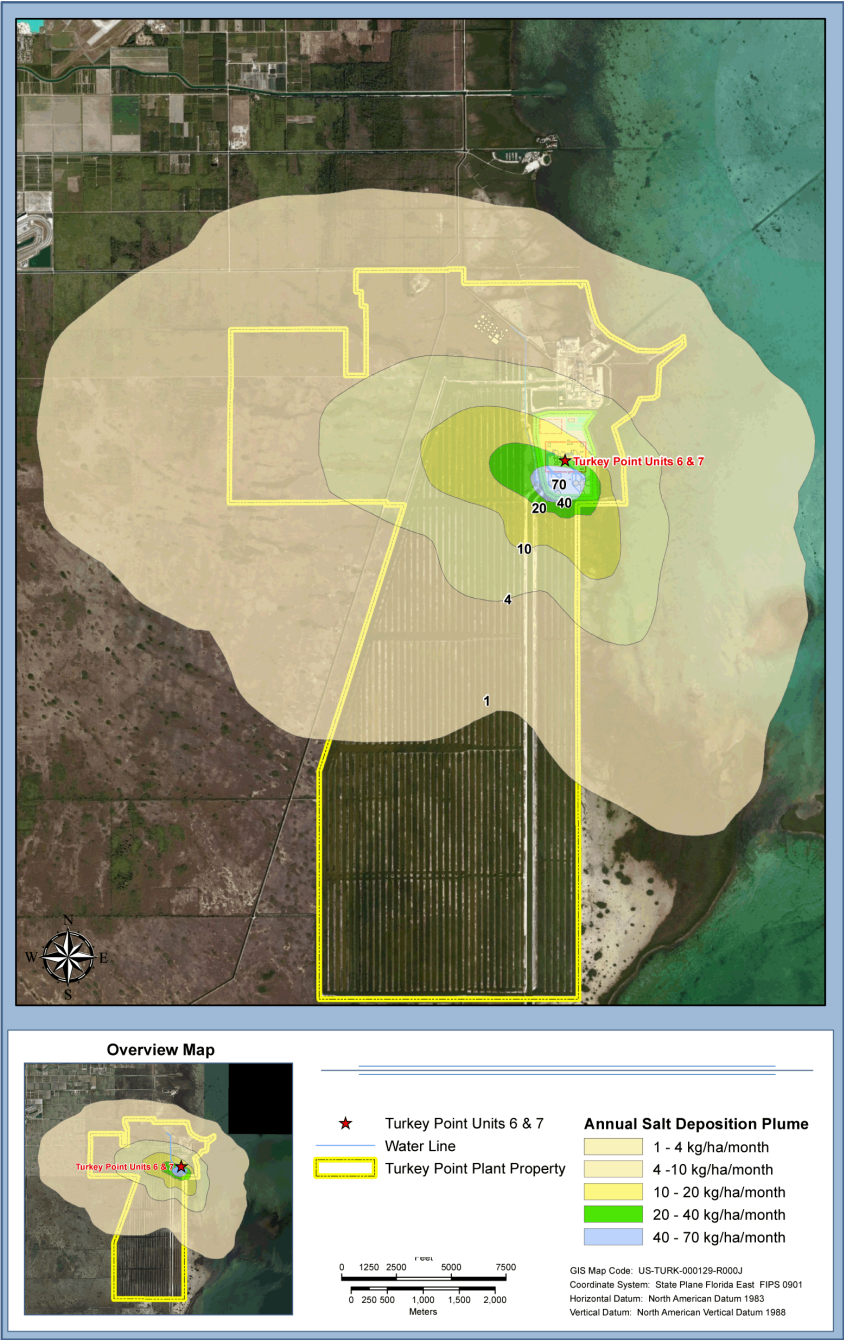 Turkey Point Units 6 & 7
70
20
40
10
4
1
N
W
E
S
Overview Map
Turkey Point Units 6 & 7
Turkey Point Units 6 & 7
Water Line
Turkey Point Plant Property
Annual Salt Deposition Plume
1 - 4 kg/ha/month
4 -10 kg/ha/month
10 - 20 kg/ha/month
20 - 40 kg/ha/month
40 - 70 kg/ha/month
Feet
0 1250 2500 5000 7500
0 250 500 1,000 1,500 2,000
Meters
GIS Map Code: US-TURK-000129-R000J
Coordinate System: State Plane Florida East FIPS 0901
Horizontal Datum: North American Datum 1983
Vertical Datum: North American Vertical Datum 1988